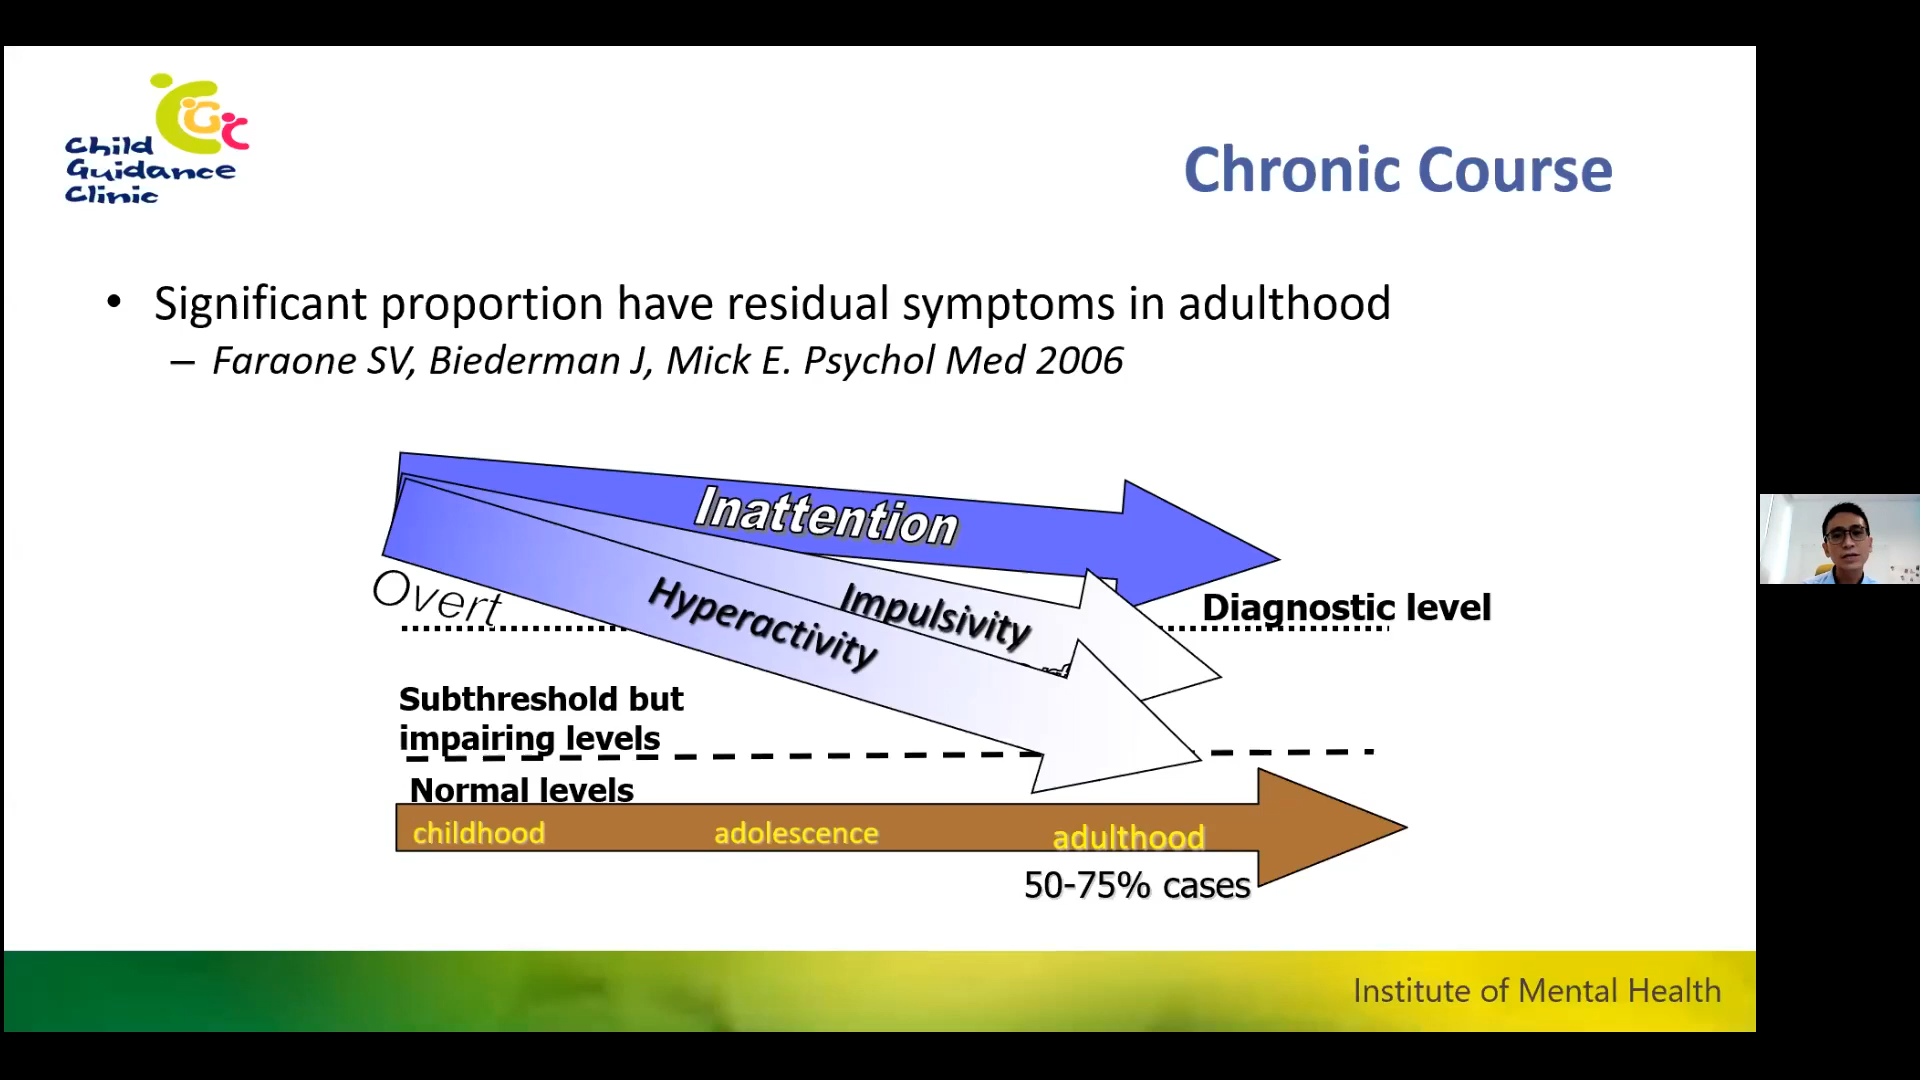 Child
Guidance
Clinic
CGC
Chronic Course
• Significant proportion have residual symptoms in adulthood
– Faraone SV, Biederman J, Mick E. Psychol Med 2006
Inattention
Impulsivity
Hyperactivity
Overt
Diagnostic level
Subthreshold but
impairing levels
Normal levels
childhood adolescence adulthood
50-75% cases
Institute of Mental Health